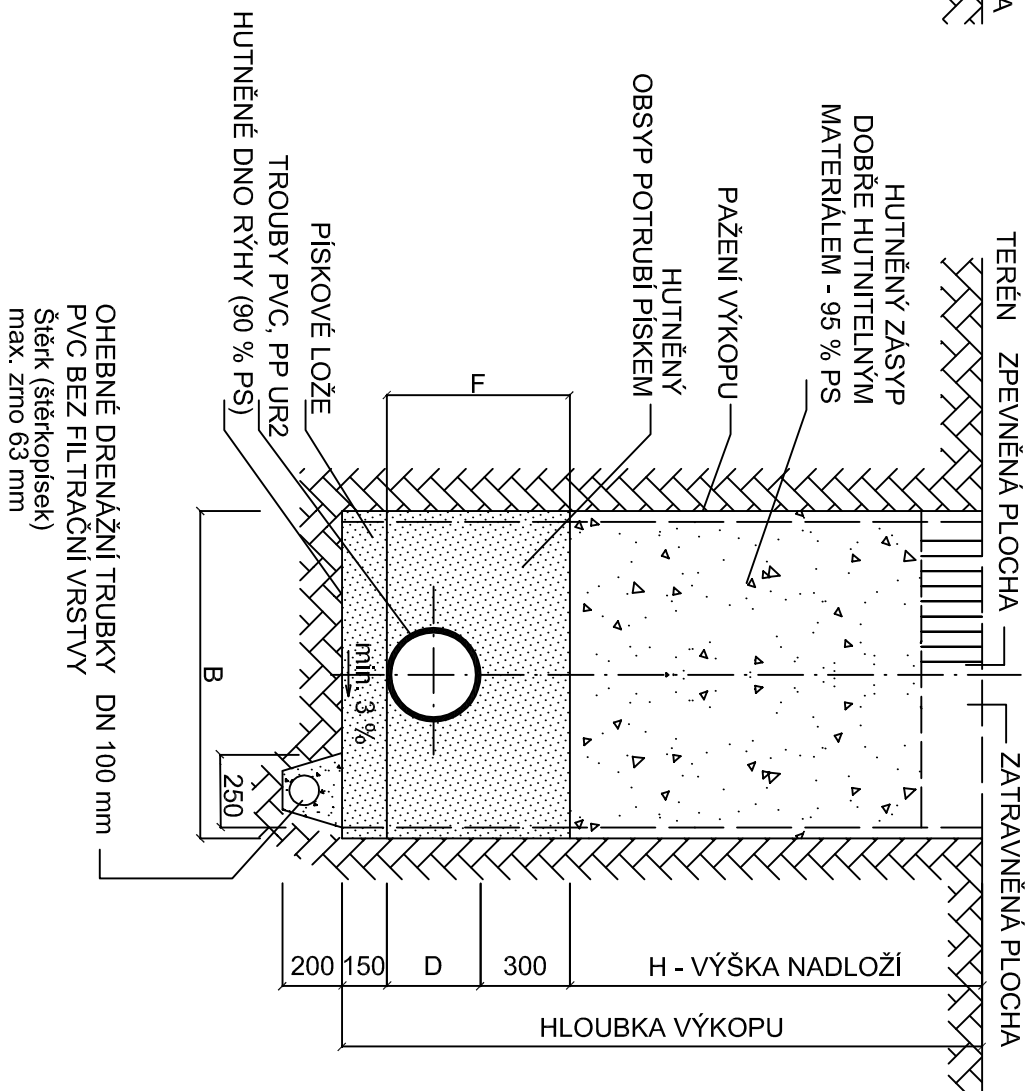 A
TERÉN
ZPEVNĚNÁ PLOCHA
ZATRAVNĚNÁ PLOCHA
HUTNĚNÝ ZÁSYP
DOBŘE HUTNITELNÝM
MATERIÁLEM - 95 % PS
PAŽENÍ VÝKOPU
HUTNĚNÝ
OBSYP POTRUBÍ PÍSKEM
F
PÍSKOVÉ LOŽE
TROUBY PVC, PP UR2
HUTNĚNÉ DNO RÝHY (90 % PS)
min. 3 %
B
250
OHEBNÉ DRENÁŽNÍ TRUBKY DN 100 mm
PVC BEZ FILTRAČNÍ VRSTVY
Štěrk (štěrkopísek)
max. zrno 63 mm
200
150
D
300
H - VÝŠKA NADLOŽÍ
HLOUBKA VÝKOPU